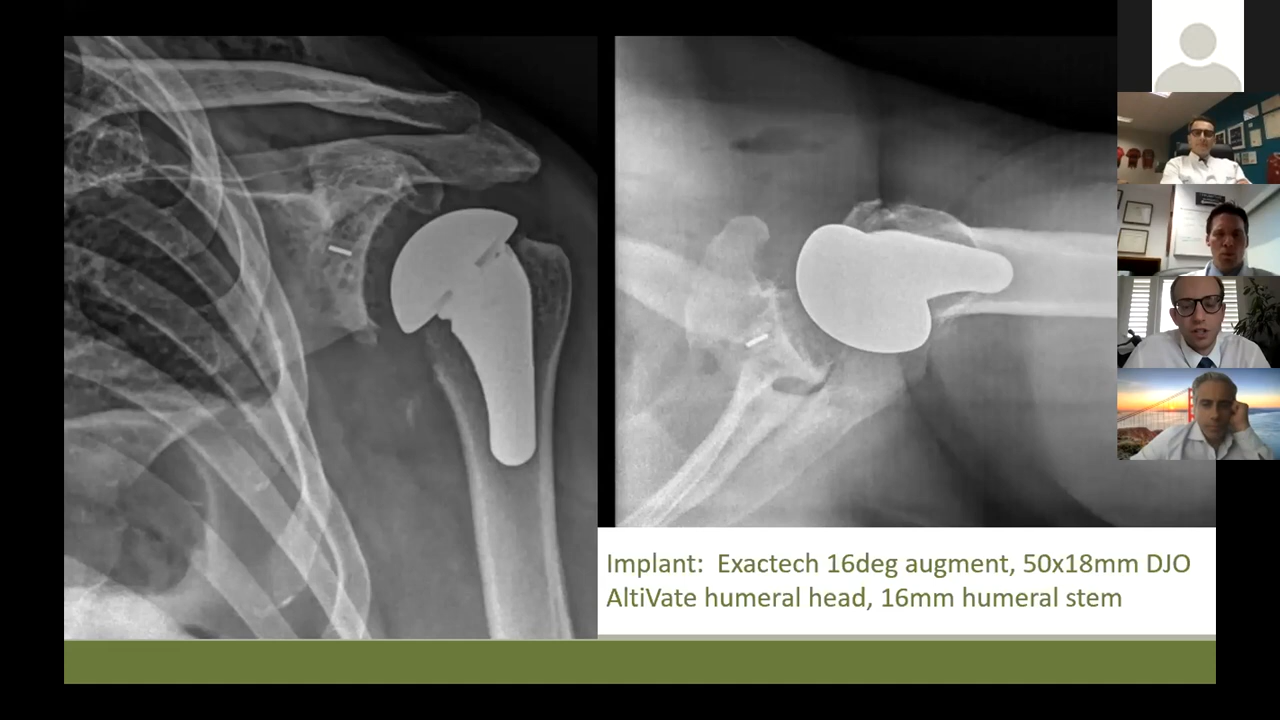 Implant:  Exactech 16deg augment, 50x18mm DJO
AltiVate humeral head, 16mm humeral stem